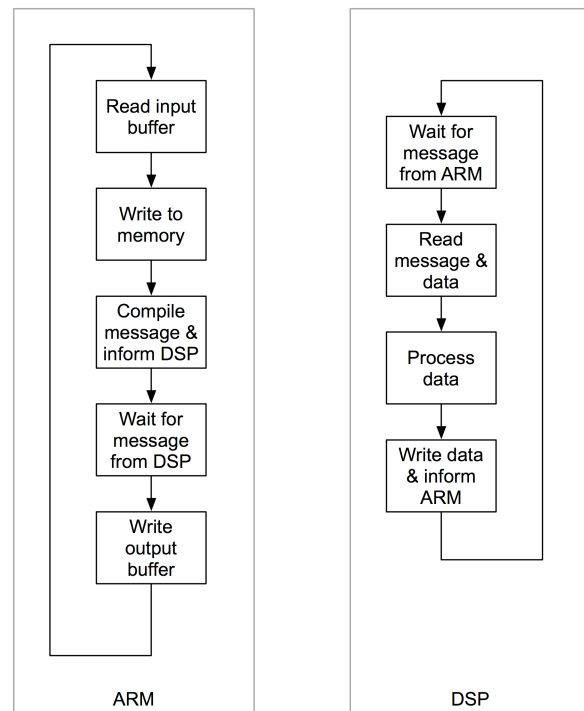 Read input
buffer
Write to
memory
Compile
message &
inform DSP
Wait for
message
from DSP
Write
output
buffer
ARM
Wait for
message
from ARM
Read
message &
data
Process
data
Write data
& inform
ARM
DSP